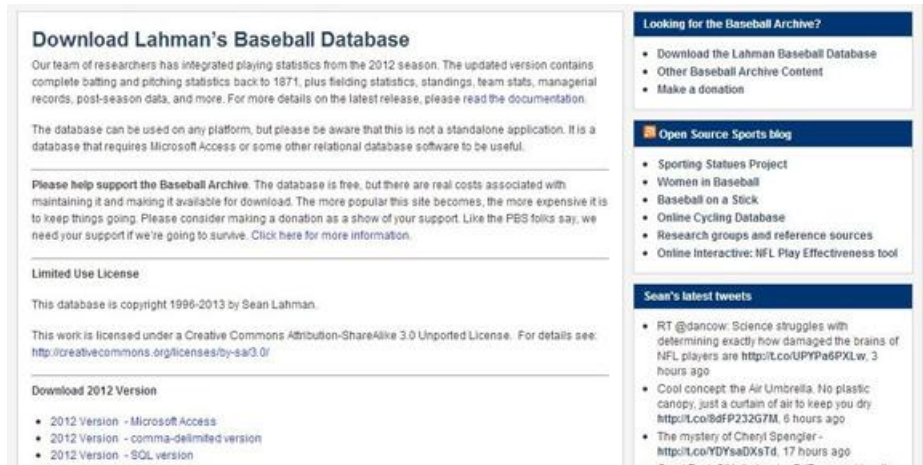 Download Lahman's Baseball Database
Our team of researchers has integrated playing statistics from the 2012 season. The updated version contains
complete batting and pitching statistics back to 1871, plus fielding statistics, standings, team stats, managerial
records, post-season data, and more. For more details on the latest release, please read the documentation.
The database can be used on any platform, but please be aware that this is not a standalone application. It is a
database that requires Microsoft Access or some other relational database software to be useful.
Please help support the Baseball Archive. The database is free, but there are real costs associated with
maintaining it and making it available for download. The more popular this site becomes, the more expensive it is
to keep things going. Please consider making a donation as a show of your support. Like the PBS folks say, we
need your support if we're going to survive. Click here for more information.
Limited Use License
This database is copyright 1996-2013 by Sean Lahman.
This work is licensed under a Creative Commons Attribution-ShareAlike 3.0 Unported License. For details see:
http://creativecommons.org/licenses/by-sa/3.0/
Download 2012 Version
2012 Version - Microsoft Access
2012 Version - comma-delimited version
2012 Version - SQL version
Looking for the Baseball Archive?
Download the Lahman Baseball Database
Other Baseball Archive Content
Make a donation
Open Source Sports blog
Sporting Statues Project
Women in Baseball
Baseball on a Stick
Online Cycling Database
Research groups and reference sources
Online Interactive: NFL Play Effectiveness tool
Sean's latest tweets
RT @dancow: Science struggles with
determining exactly how damaged the brains of
NFL players are http://t.co/UPYPa6PXLw, 3
hours ago
Cool concept: the Air Umbrella. No plastic
canopy, just a curtain of air to keep you dry
http://t.co/8dFP232G7M, 6 hours ago
The mystery of Cheryl Spengler -
http://t.co/YDYsaDXsTd, 17 hours ago